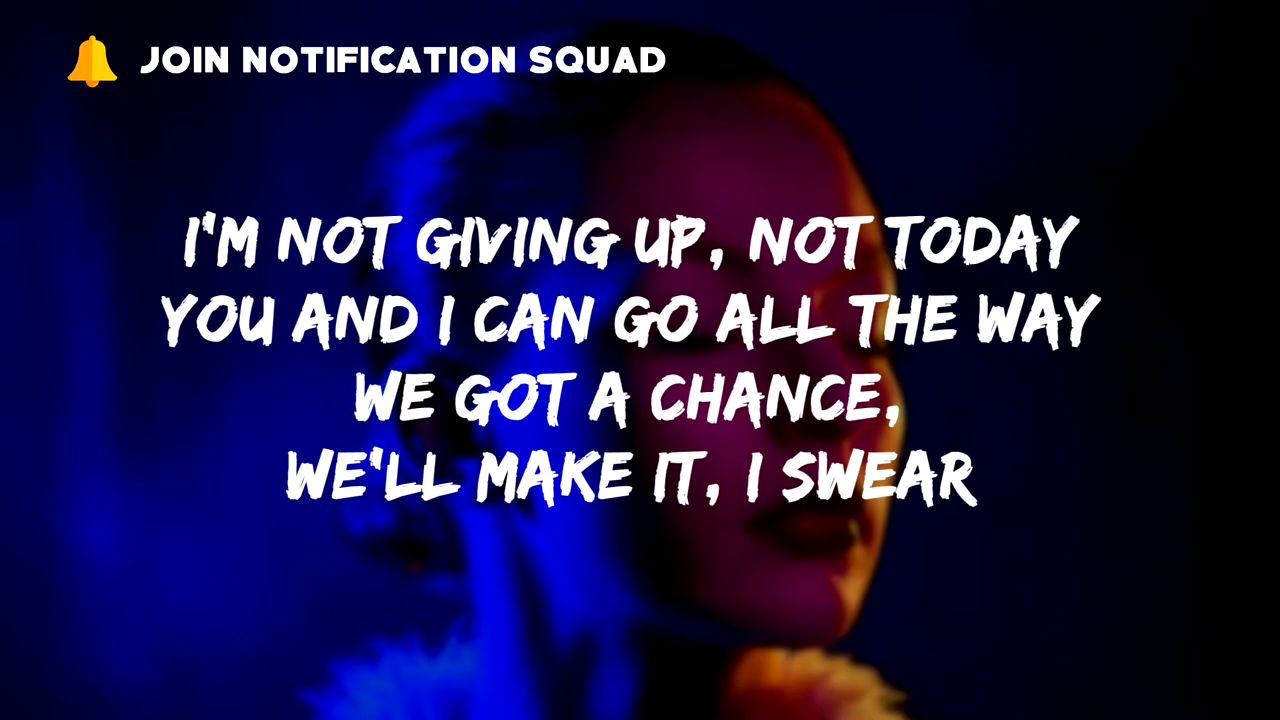 JOIN NOTIFICATION SQUAD
I'M NOT GIVING UP, NOT TODAY
YOU AND I CAN GO ALL THE WAY
WE GOT A CHANCE,
WE'LL MAKE IT, I SWEAR